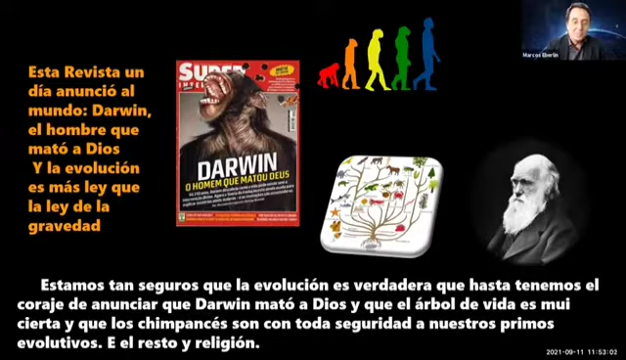 Marcos Eberlin
Esta Revista un
día anunció al
mundo: Darwin,
el hombre que
mató a Dios
Y la evolución
es más ley que
la ley de la
gravedad
SUPER
INTE
DARWIN
O HOMEM QUE MATOU DEUS
Estamos tan seguros que la evolución es verdadera que hasta tenemos el
coraje de anunciar que Darwin mató a Dios y que el árbol de vida es mui
cierta y que los chimpancés son con toda seguridad a nuestros primos
evolutivos. E el resto y religión.
2021-09-11 11:53:02